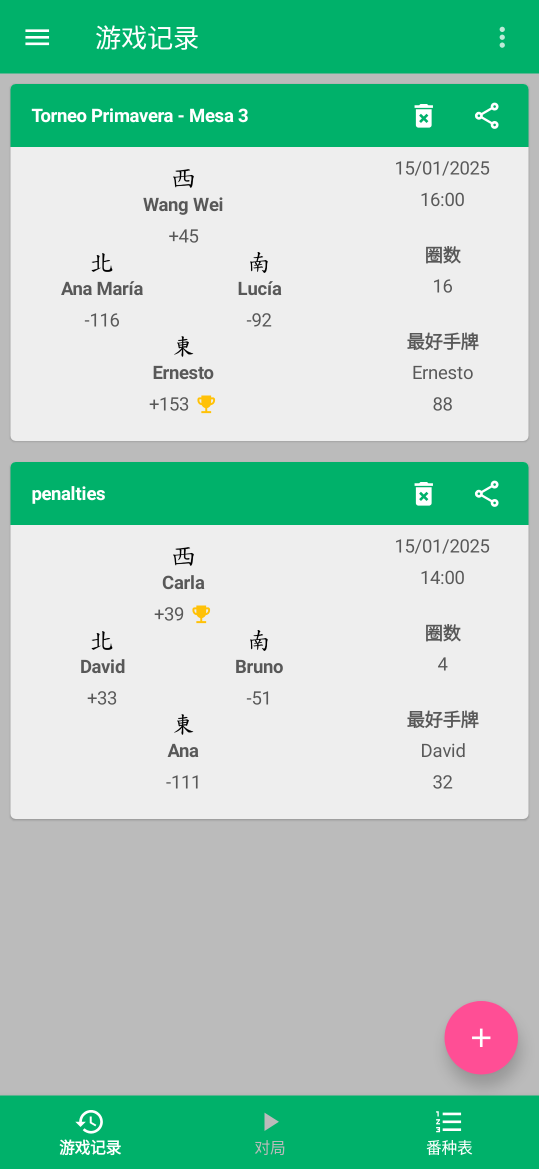 游戏记录
Torneo Primavera - Mesa 3
西
Wang Wei
+45
北
Ana María
-116
南
Lucía
-92
東
Ernesto
+153
15/01/2025
16:00
圈数
16
最好手牌
Ernesto
88
penalties
西
Carla
+39
北
David
+33
南
Bruno
-51
東
Ana
-111
15/01/2025
14:00
圈数
4
最好手牌
David
32
游戏记录
对局
番种表